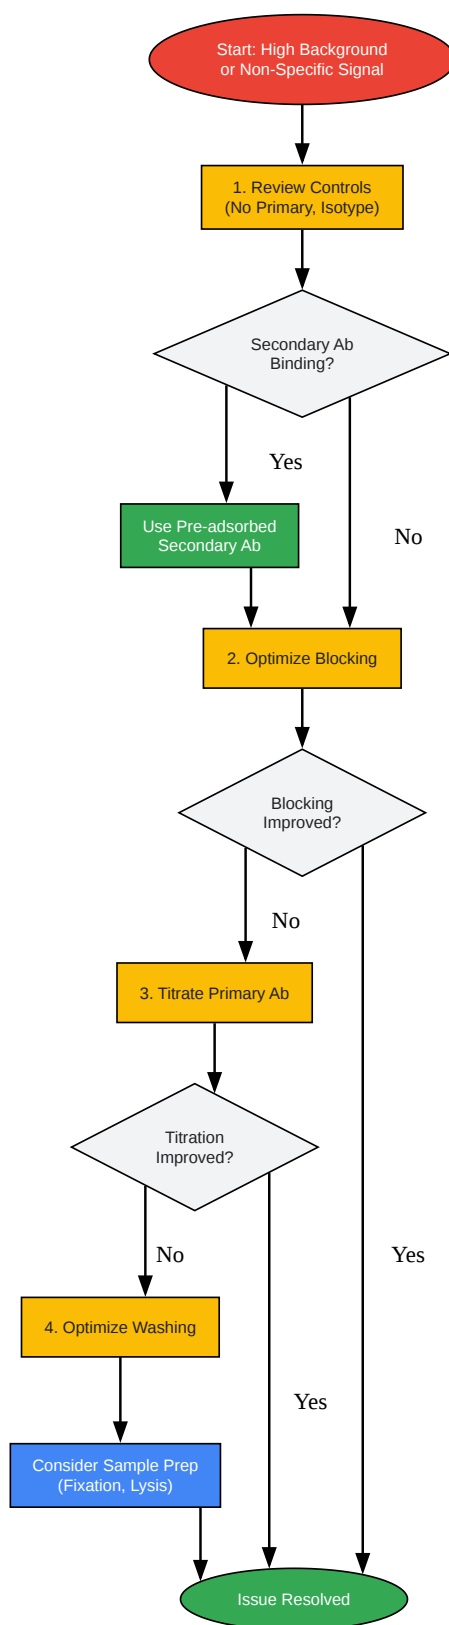 Start: High Background
or Non-Specific Signal
1. Review Controls
(No Primary, Isotype)
Secondary Ab
Binding?
Yes
Use Pre-adsorbed
Secondary Ab
No
2. Optimize Blocking
Blocking
Improved?
No
3. Titrate Primary Ab
Titration
Improved?
No
Yes
4. Optimize Washing
Yes
Consider Sample Prep
(Fixation, Lysis)
Issue Resolved